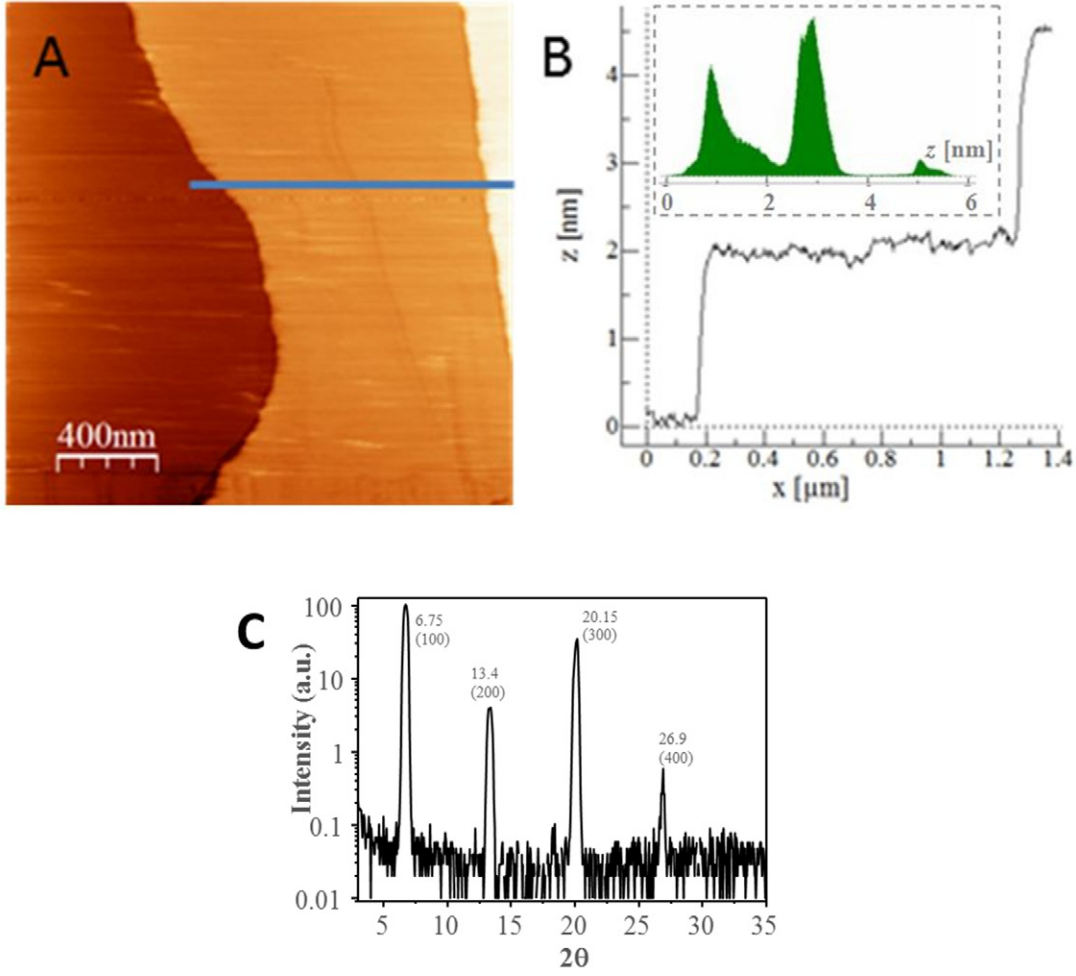 A
400nm
B
z [nm]
4
3
2
1
0
z [nm]
0 2 4 6
0 0.2 0.4 0.6 0.8 1 1.2 1.4
x [µm]
C
Intensity (a.u.)
100
10
1
0.1
0.01
6.75
(100)
13.4
(200)
20.15
(300)
26.9
(400)
5 10 15 20 25 30 35
2θ